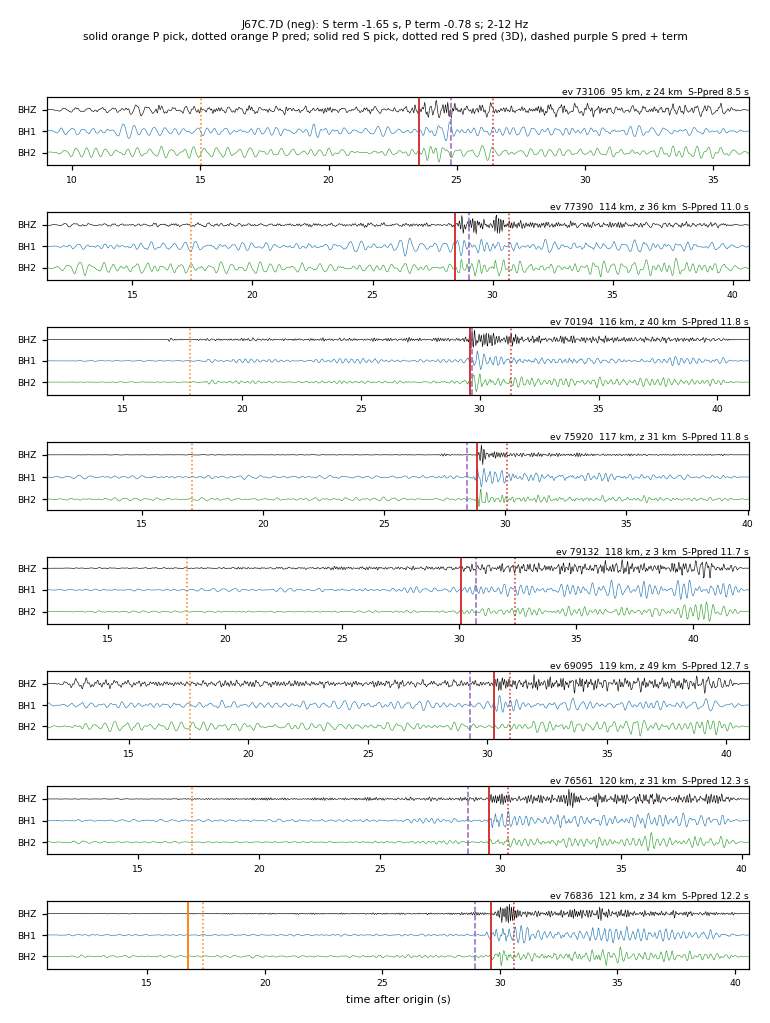 J67C.7D (neg): S term -1.65 s, P term -0.78 s; 2-12 Hz
solid orange P pick, dotted orange P pred; solid red S pick, dotted red S pred (3D), dashed purple S pred + term
ev 73106  95 km, z 24 km  S-Ppred 8.5 s
BHZ
BH1
BH2
10 15 20 25 30 35
ev 77390  114 km, z 36 km  S-Ppred 11.0 s
BHZ
BH1
BH2
15 20 25 30 35 40
ev 70194  116 km, z 40 km  S-Ppred 11.8 s
BHZ
BH1
BH2
15 20 25 30 35 40
ev 75920  117 km, z 31 km  S-Ppred 11.8 s
BHZ
BH1
BH2
15 20 25 30 35 40
ev 79132  118 km, z 3 km  S-Ppred 11.7 s
BHZ
BH1
BH2
15 20 25 30 35 40
ev 69095  119 km, z 49 km  S-Ppred 12.7 s
BHZ
BH1
BH2
15 20 25 30 35 40
ev 76561  120 km, z 31 km  S-Ppred 12.3 s
BHZ
BH1
BH2
15 20 25 30 35 40
ev 76836  121 km, z 34 km  S-Ppred 12.2 s
BHZ
BH1
BH2
15 20 25 30 35 40
time after origin (s)